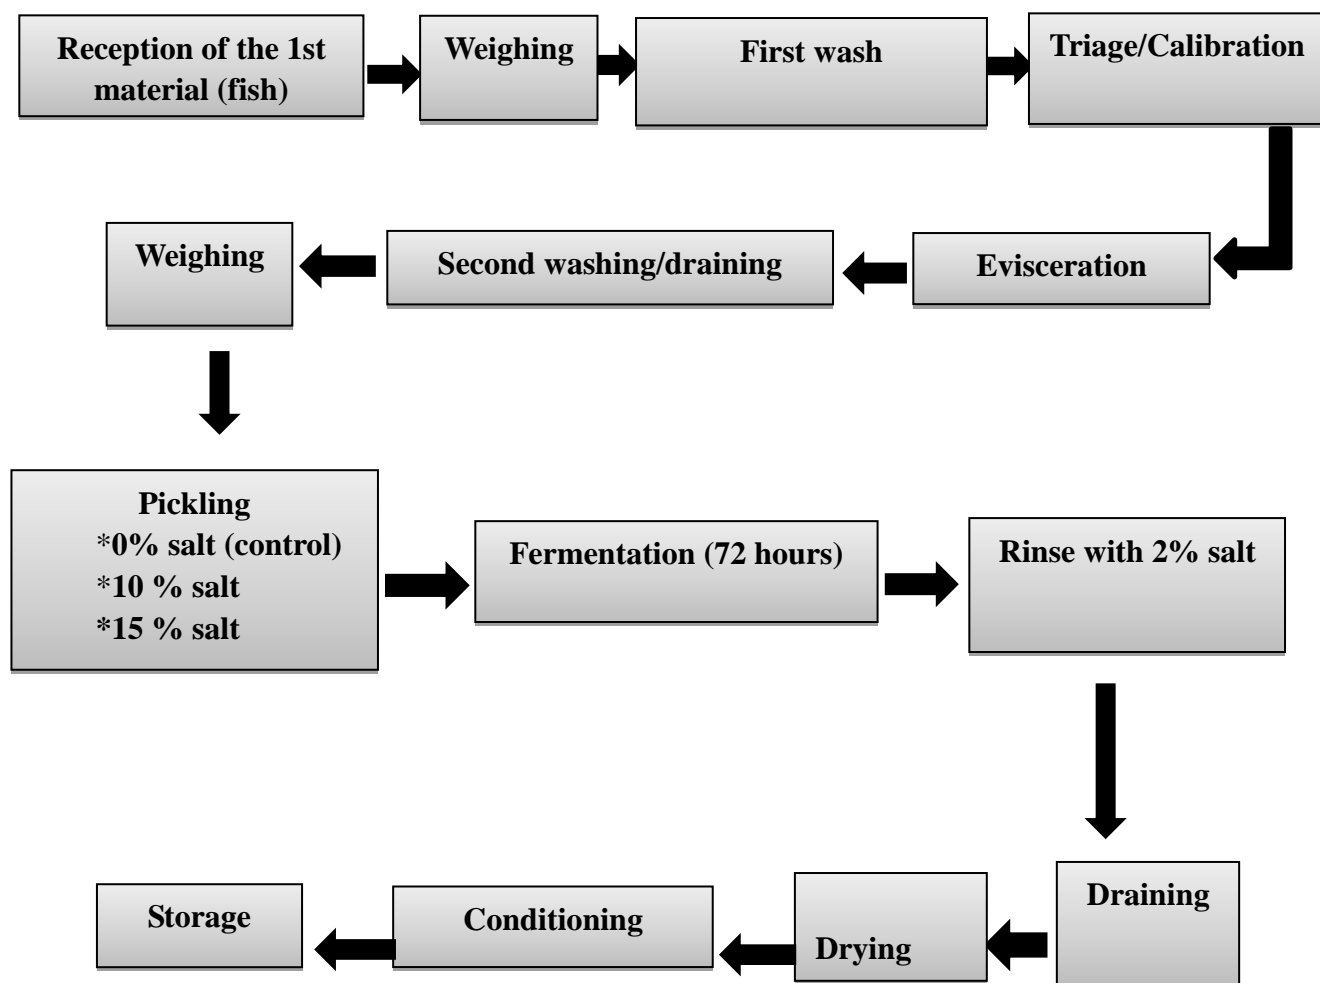 Reception of the 1st
material (fish)
Weighing
First wash
Triage/Calibration
Evisceration
Second washing/draining
Weighing
Pickling
*0% salt (control)
*10 % salt
*15 % salt
Fermentation (72 hours)
Rinse with 2% salt
Draining
Drying
Conditioning
Storage